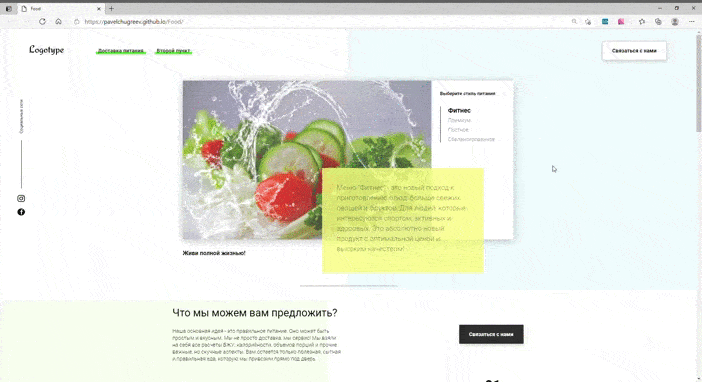 Food
https://pavelchugreev.github.io/Food/
Logotype
Доставка питания
Второй пункт
Связаться с нами
Социальные сети
Выберите стиль питания
Фитнес
Премиум
Постное
Сбалансированное
Меню "Фитнес" - это новый подход к
приготовлению блюд: больше свежих
овощей и фруктов. Для людей, которые
интересуются спортом, активных и
здоровых. Это абсолютно новый
продукт с оптимальной ценой и
высоким качеством!
Живи полной жизнью!
Что мы можем вам предложить?
Наша основная идея - это правильное питание. Оно может быть
простым и вкусным. Мы не просто доставка, мы сервис! Мы взяли
на себя все расчеты БЖУ, калорийности, объемов порций и прочие
важные, но скучные аспекты. Вам остается только полезная, сытная
и правильная еда, которую мы привозим прямо под дверь.
Связаться с нами